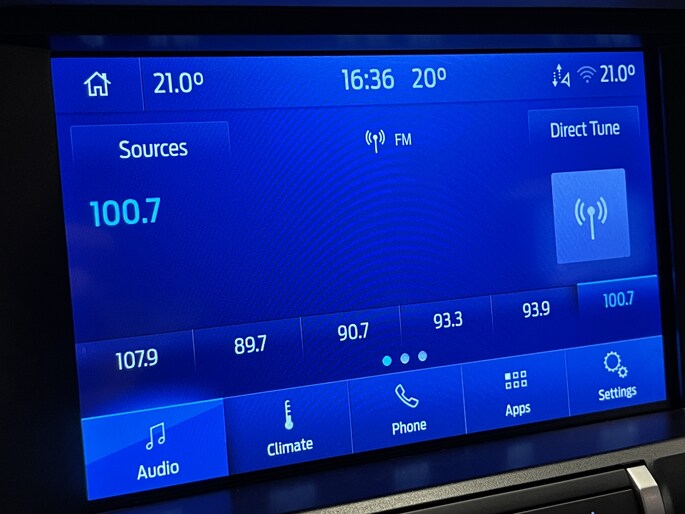 21.0° 16:36 20° 21.0°
Sources FM Direct Tune
100.7
107.9 89.7 90.7 93.3 93.9 100.7
Audio Climate Phone Apps Settings